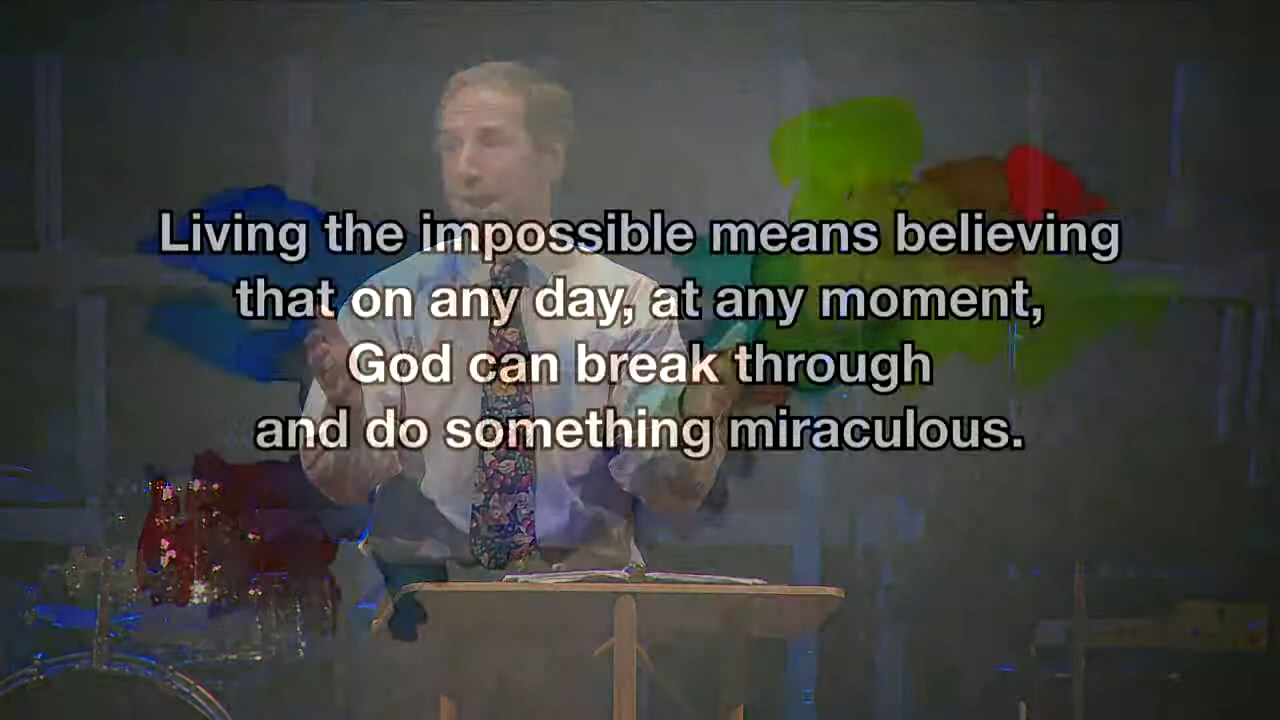 Living the impossible means believing
that on any day, at any moment,
God can break through
and do something miraculous.